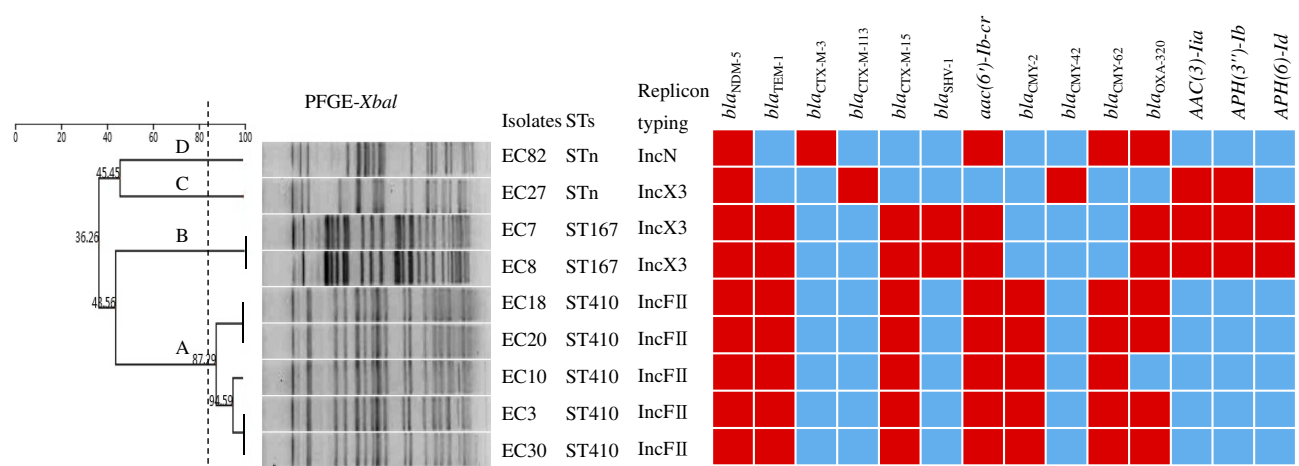 blaNDM-5 blaTEM-1 blaCTX-M-3 blaCTX-M-113 blaCTX-M-15 blaSHV-1 aac(6')-Ib-cr blaCMY-2 blaCMY-42 blaCMY-62 blaOXA-320 AAC(3)-Iia APH(3'')-Ib APH(6)-Id
PFGE-XbaI
Replicon
Isolates STs typing
0 20 40 60 80 100
D EC82 STn IncN
45.45
C EC27 STn IncX3
36.26 EC7 ST167 IncX3
B
EC8 ST167 IncX3
43.56 EC18 ST410 IncFII
A EC20 ST410 IncFII
87.29
EC10 ST410 IncFII
94.59 EC3 ST410 IncFII
EC30 ST410 IncFII